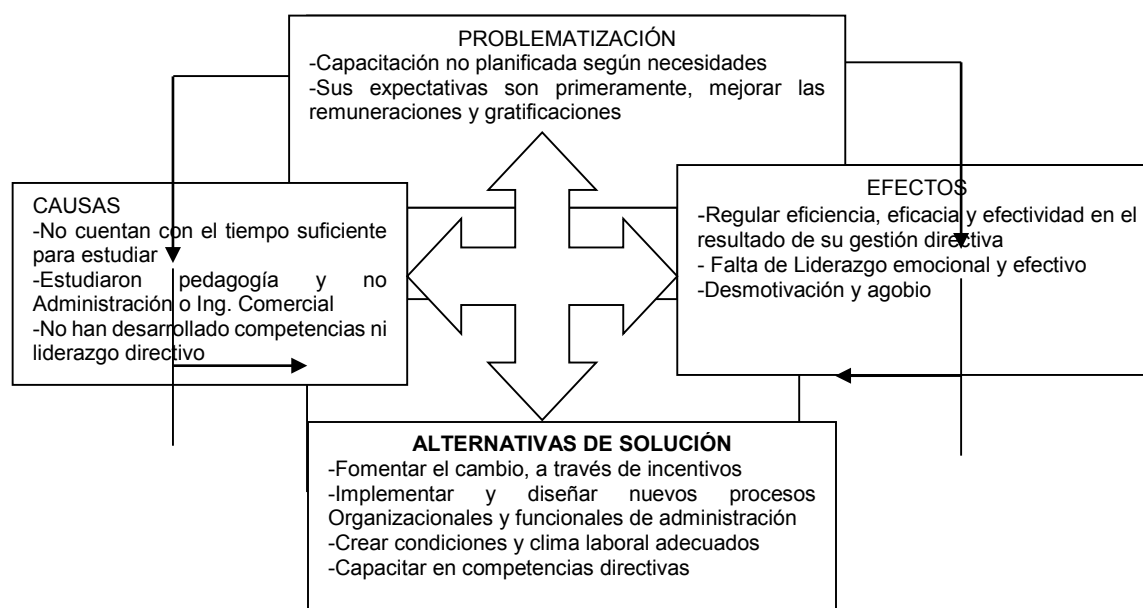 PROBLEMATIZACIÓN
-Capacitación no planificada según necesidades
-Sus expectativas son primeramente, mejorar las
remuneraciones y gratificaciones
CAUSAS
-No cuentan con el tiempo suficiente
para estudiar
-Estudiaron pedagogía y no
Administración o Ing. Comercial
-No han desarrollado competencias ni
liderazgo directivo
EFECTOS
-Regular eficiencia, eficacia y efectividad en el
resultado de su gestión directiva
- Falta de Liderazgo emocional y efectivo
-Desmotivación y agobio
ALTERNATIVAS DE SOLUCIÓN
-Fomentar el cambio, a través de incentivos
-Implementar y diseñar nuevos procesos
Organizacionales y funcionales de administración
-Crear condiciones y clima laboral adecuados
-Capacitar en competencias directivas